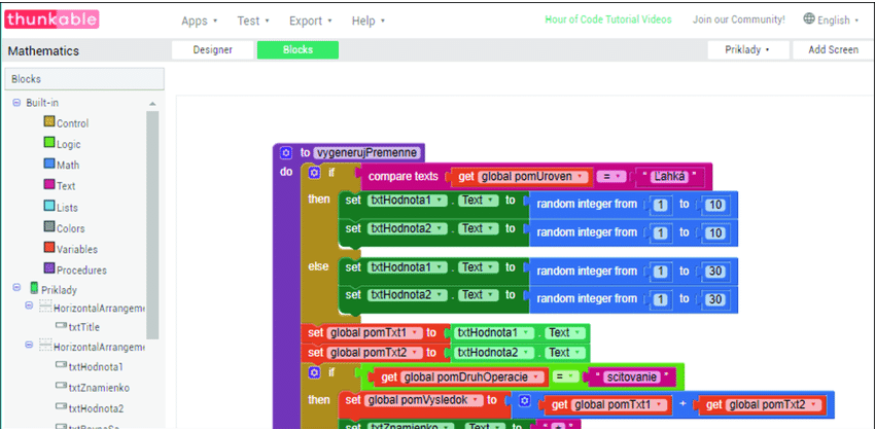 thunkable Apps Test Export Help Hour of Code Tutorial Videos Join our Community! English
Mathematics Designer Blocks Priklady Add Screen
Blocks
Built-in
Control
Logic
Math
Text
Lists
Colors
Variables
Procedures
Priklady
HorizontalArrangeme
txtTitle
HorizontalArrangeme
txtHodnota1
txtZnamienko
txtHodnota2
to vygenerujPremenne
do if compare texts get global pomUroven = " Ľahká "
then set txtHodnota1 . Text to random integer from 1 to 10
set txtHodnota2 . Text to random integer from 1 to 10
else set txtHodnota1 . Text to random integer from 1 to 30
set txtHodnota2 . Text to random integer from 1 to 30
set global pomTxt1 to txtHodnota1 . Text
set global pomTxt2 to txtHodnota2 . Text
if get global pomDruhOperacie = " scitovanie "
then set global pomVysledok to get global pomTxt1 + get global pomTxt2
set txtZnamienko . Text to " + "